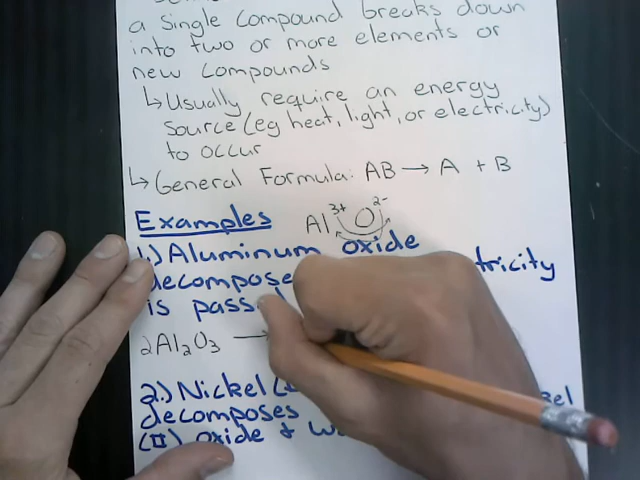 a single compound breaks down
into two or more elements or
new compounds
↳ Usually require an energy
source (eg heat, light, or electricity)
to occur
↳ General Formula: AB → A + B
Examples
Al³⁺ O²⁻
1.) Aluminum oxide
decompose tricity
is pass
2Al₂O₃ —
2.) Nickel
decomposes
(II) oxide +